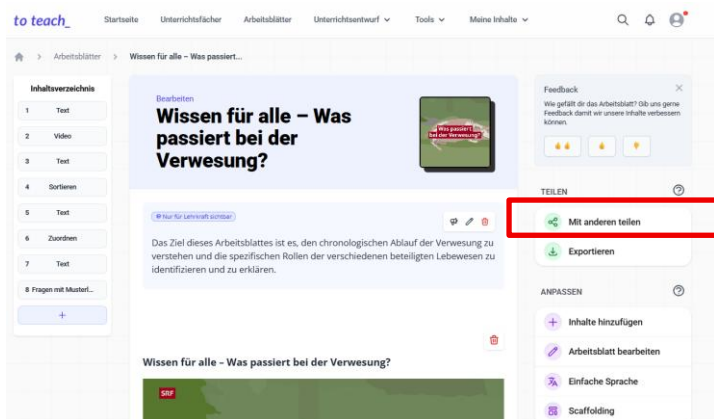 to teach_
Startseite
Unterrichtsfächer
Arbeitsblätter
Unterrichtsentwurf
Tools
Meine Inhalte
Arbeitsblätter > Wissen für alle – Was passiert...
Inhaltsverzeichnis
1 Text
2 Video
3 Text
4 Sortieren
5 Text
6 Zuordnen
7 Text
8 Fragen mit Musterl...
+
Bearbeiten
Wissen für alle – Was
passiert bei der
Verwesung?
Was passiert
bei der Verwesung?
Nur für Lehrkraft sichtbar
Das Ziel dieses Arbeitsblattes ist es, den chronologischen Ablauf der Verwesung zu
verstehen und die spezifischen Rollen der verschiedenen beteiligten Lebewesen zu
identifizieren und zu erklären.
Wissen für alle – Was passiert bei der Verwesung?
SRF
Feedback
Wie gefällt dir das Arbeitsblatt? Gib uns gerne
Feedback damit wir unsere Inhalte verbessern
können.
TEILEN
Mit anderen teilen
Exportieren
ANPASSEN
Inhalte hinzufügen
Arbeitsblatt bearbeiten
Einfache Sprache
Scaffolding